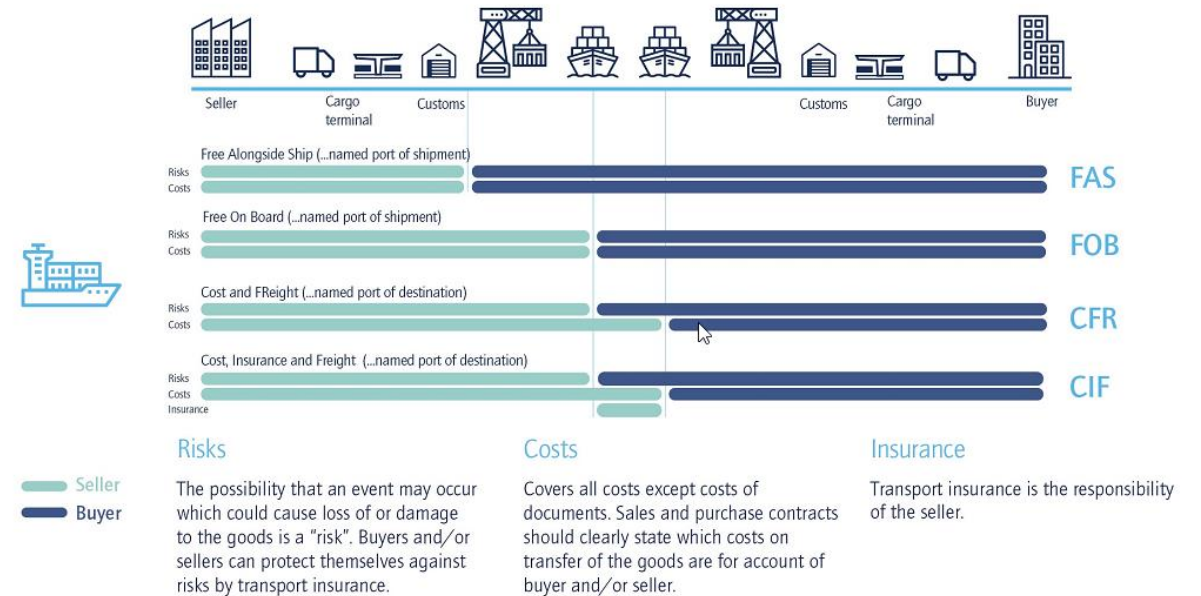 Seller
Cargo
terminal
Customs
Customs
Cargo
terminal
Buyer
Free Alongside Ship (...named port of shipment)
Risks
Costs
FAS
Free On Board (...named port of shipment)
Risks
Costs
FOB
Cost and FReight (...named port of destination)
Risks
Costs
CFR
Cost, Insurance and Freight (...named port of destination)
Risks
Costs
Insurance
CIF
Seller
Buyer
Risks
The possibility that an event may occur
which could cause loss of or damage
to the goods is a “risk”. Buyers and/or
sellers can protect themselves against
risks by transport insurance.
Costs
Covers all costs except costs of
documents. Sales and purchase contracts
should clearly state which costs on
transfer of the goods are for account of
buyer and/or seller.
Insurance
Transport insurance is the responsibility
of the seller.